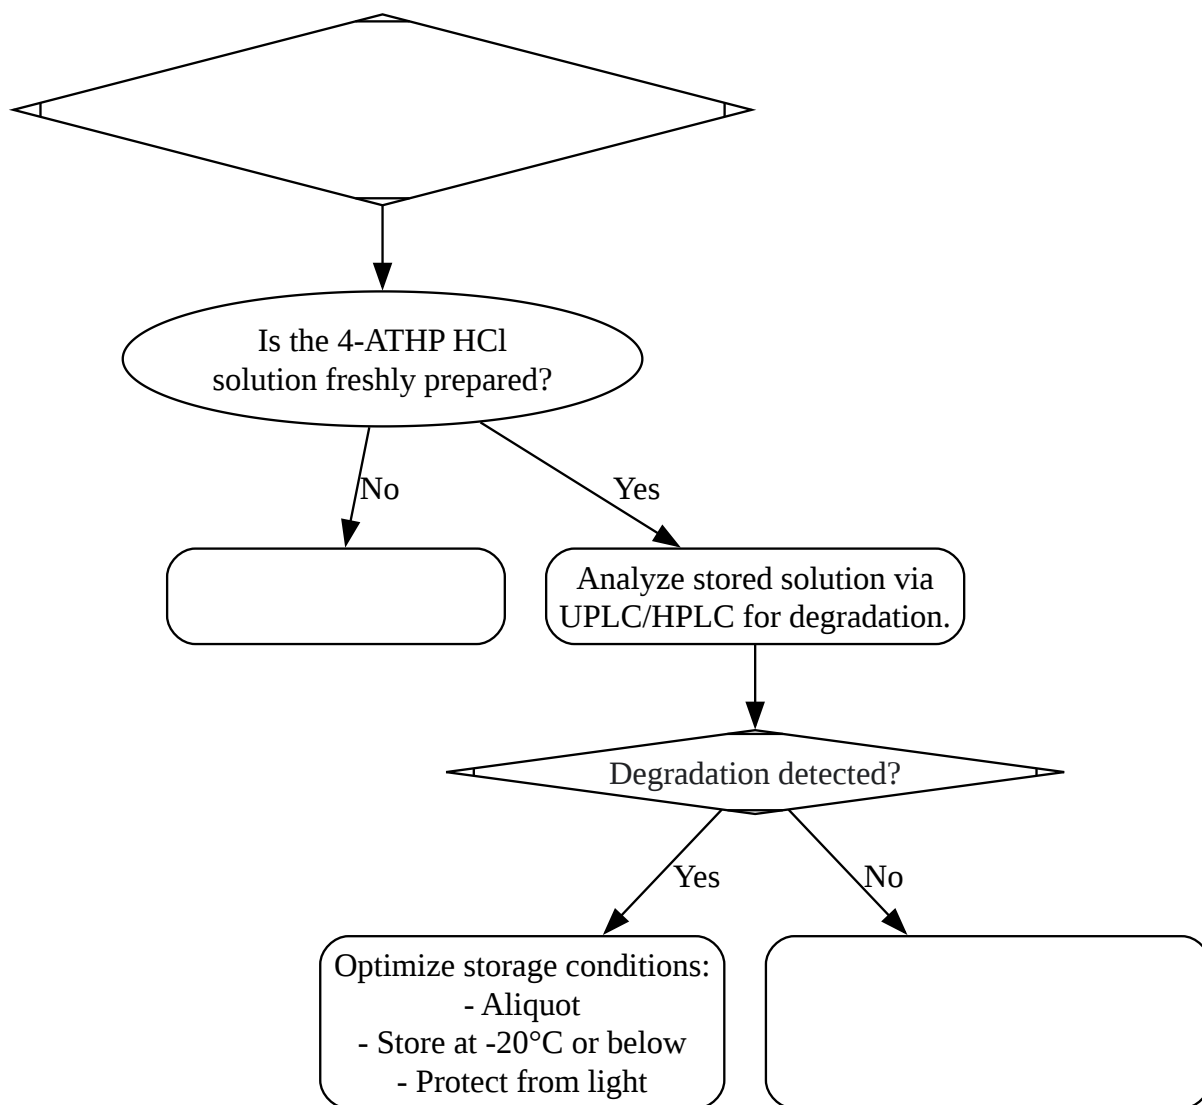 Is the 4-ATHP HCl
solution freshly prepared?
No
Yes
Analyze stored solution via
UPLC/HPLC for degradation.
Degradation detected?
Yes
No
Optimize storage conditions:
- Aliquot
- Store at -20°C or below
- Protect from light